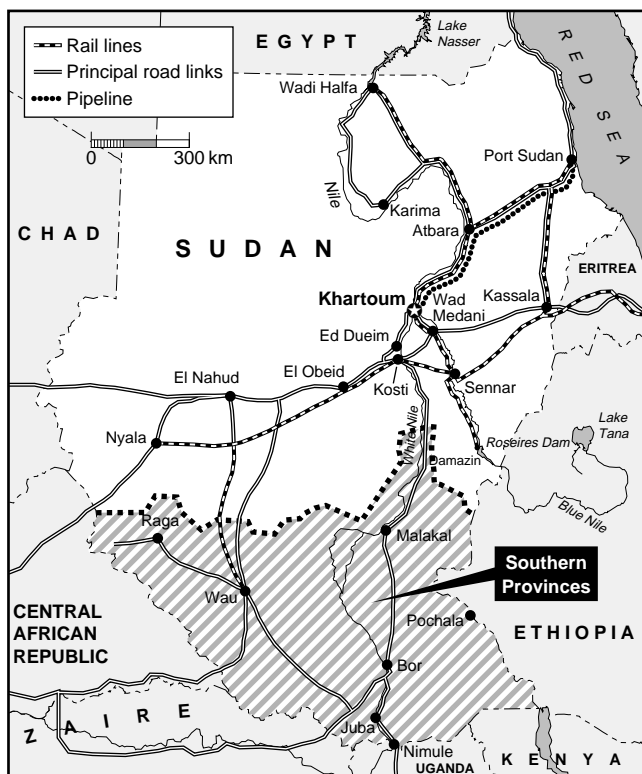 EGYPT
Lake
Nasser
RED SEA
Rail lines
Principal road links
Pipeline
0 300 km
Wadi Halfa
Port Sudan
Nile
Karima
Atbara
CHAD
SUDAN
ERITREA
Khartoum
Wad
Medani
Kassala
Ed Dueim
El Obeid
El Nahud
Kosti
Sennar
Lake
Tana
Nyala
White Nile
Roseires Dam
Damazin
Blue Nile
Raga
Malakal
Southern
Provinces
Wau
CENTRAL
AFRICAN
REPUBLIC
Pochala
ETHIOPIA
Bor
ZAIRE
Juba
Nimule
UGANDA
KENYA